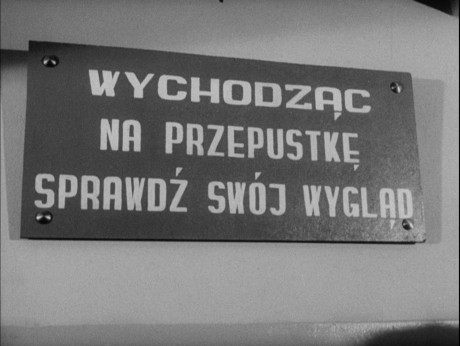 WYCHODZĄC
NA PRZEPUSTKĘ
SPRAWDŹ SWÓJ WYGLĄD